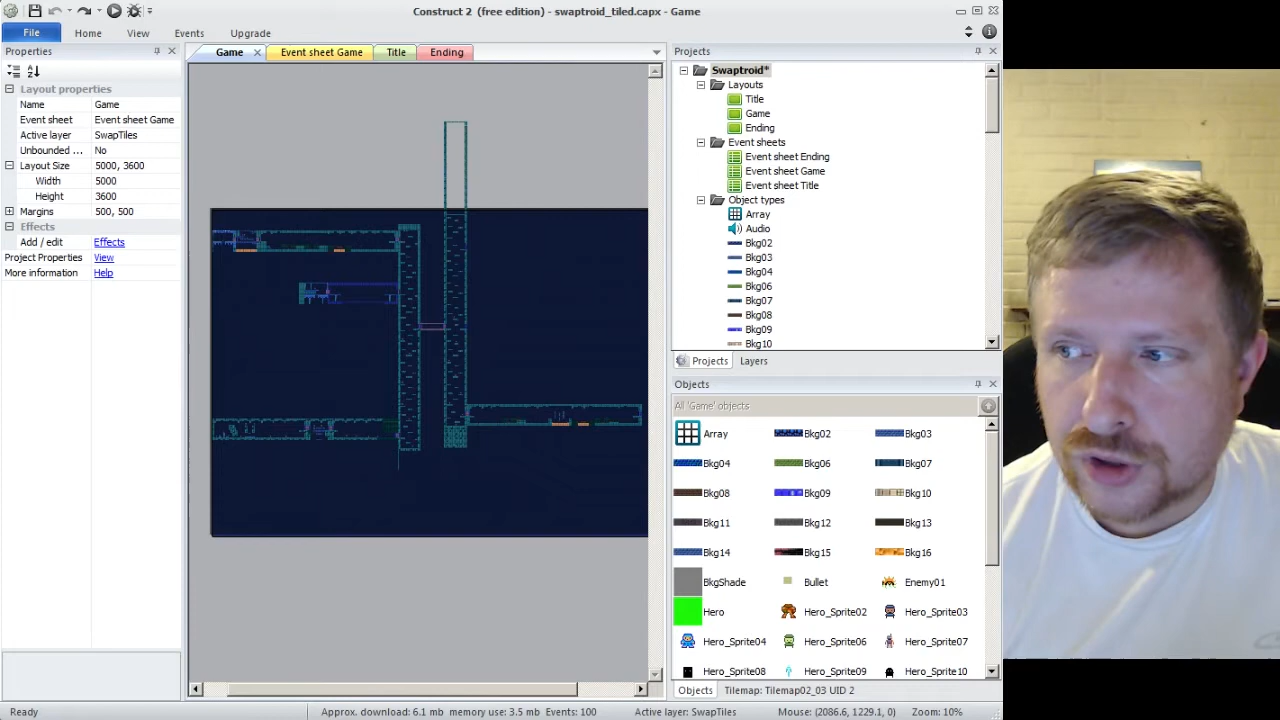 Construct 2 (free edition) - swaptroid_tiled.capx - Game
File Home View Events Upgrade
Properties
Layout properties
Name Game
Event sheet Event sheet Game
Active layer SwapTiles
Unbounded ... No
Layout Size 5000, 3600
Width 5000
Height 3600
Margins 500, 500
Effects
Add / edit Effects
Project Properties View
More information Help
Game Event sheet Game Title Ending
Projects
Swaptroid*
Layouts
Title
Game
Ending
Event sheets
Event sheet Ending
Event sheet Game
Event sheet Title
Object types
Array
Audio
Bkg02
Bkg03
Bkg04
Bkg06
Bkg07
Bkg08
Bkg09
Bkg10
Projects Layers
Objects
All 'Game' objects
Array Bkg02 Bkg03
Bkg04 Bkg06 Bkg07
Bkg08 Bkg09 Bkg10
Bkg11 Bkg12 Bkg13
Bkg14 Bkg15 Bkg16
BkgShade Bullet Enemy01
Hero Hero_Sprite02 Hero_Sprite03
Hero_Sprite04 Hero_Sprite06 Hero_Sprite07
Hero_Sprite08 Hero_Sprite09 Hero_Sprite10
Objects Tilemap: Tilemap02_03 UID 2
Ready Approx. download: 6.1 mb memory use: 3.5 mb Events: 100 Active layer: SwapTiles Mouse: (2086.6, 1229.1, 0) Zoom: 10%